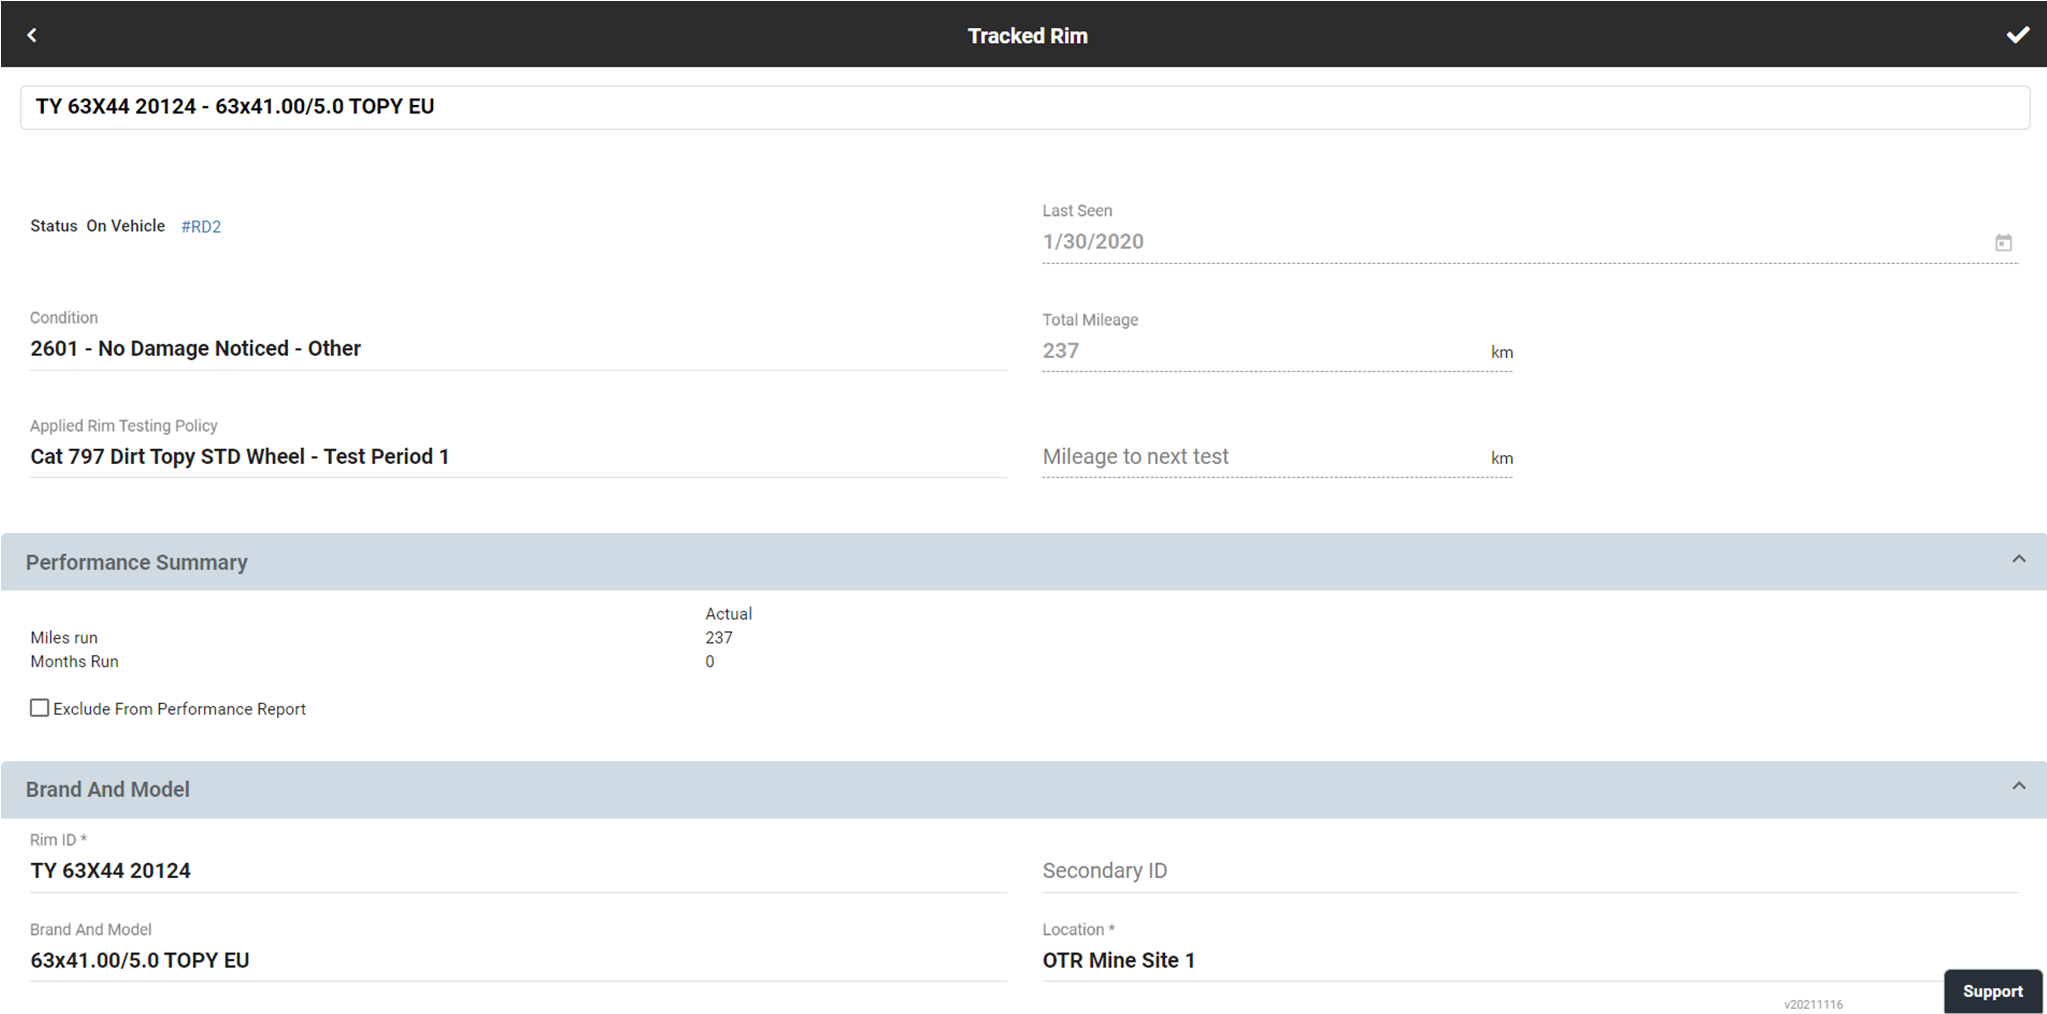 Tracked Rim
TY 63X44 20124 - 63x41.00/5.0 TOPY EU
Status On Vehicle #RD2
Last Seen
1/30/2020
Condition
2601 - No Damage Noticed - Other
Total Mileage
237 km
Applied Rim Testing Policy
Cat 797 Dirt Topy STD Wheel - Test Period 1
Mileage to next test km
Performance Summary
Actual
Miles run 237
Months Run 0
Exclude From Performance Report
Brand And Model
Rim ID *
TY 63X44 20124
Secondary ID
Brand And Model
63x41.00/5.0 TOPY EU
Location *
OTR Mine Site 1
Support
v20211116